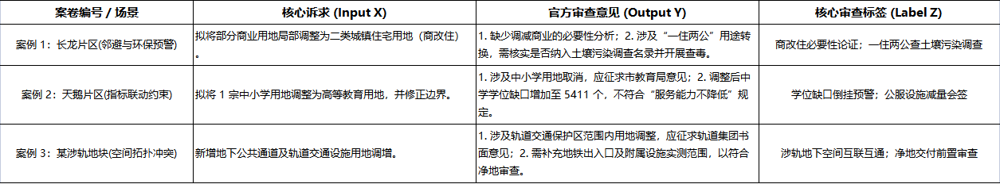 案卷编号 / 场景
核心诉求 (Input X)
官方审查意见 (Output Y)
核心审查标签 (Label Z)
案例 1：长龙片区(邻避与环保预警)
拟将部分商业用地局部调整为二类城镇住宅用地（商改住）
。
1. 缺少调减商业的必要性分析；2. 涉及“一住两公”用途转
换，需核实是否纳入土壤污染调查名录并开展查毒。
商改住必要性论证；一住两公查土壤污染调查
案例 2：天鹅片区(指标联动约束)
拟将 1 宗中小学用地调整为高等教育用地，并修正边界。
1. 涉及中小学用地取消，应征求市教育局意见；2. 调整后中
学学位缺口增加至 5411 个，不符合“服务能力不降低”规
定。
学位缺口倒挂预警；公服设施减量会签
案例 3：某涉轨地块(空间拓扑冲突)
新增地下公共通道及轨道交通设施用地调增。
1. 涉及轨道交通保护区范围内用地调整，应征求轨道集团书
面意见；2. 需补充地铁出入口及附属设施实测范围，以符合
净地审查。
涉轨地下空间互联互通；净地交付前置审查